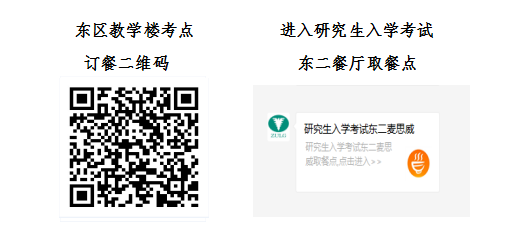 东区教学楼考点
订餐二维码
进入研究生入学考试
东二餐厅取餐点
研究生入学考试东二麦思威
研究生入学考试东二麦思
威取餐点,点击进入>>